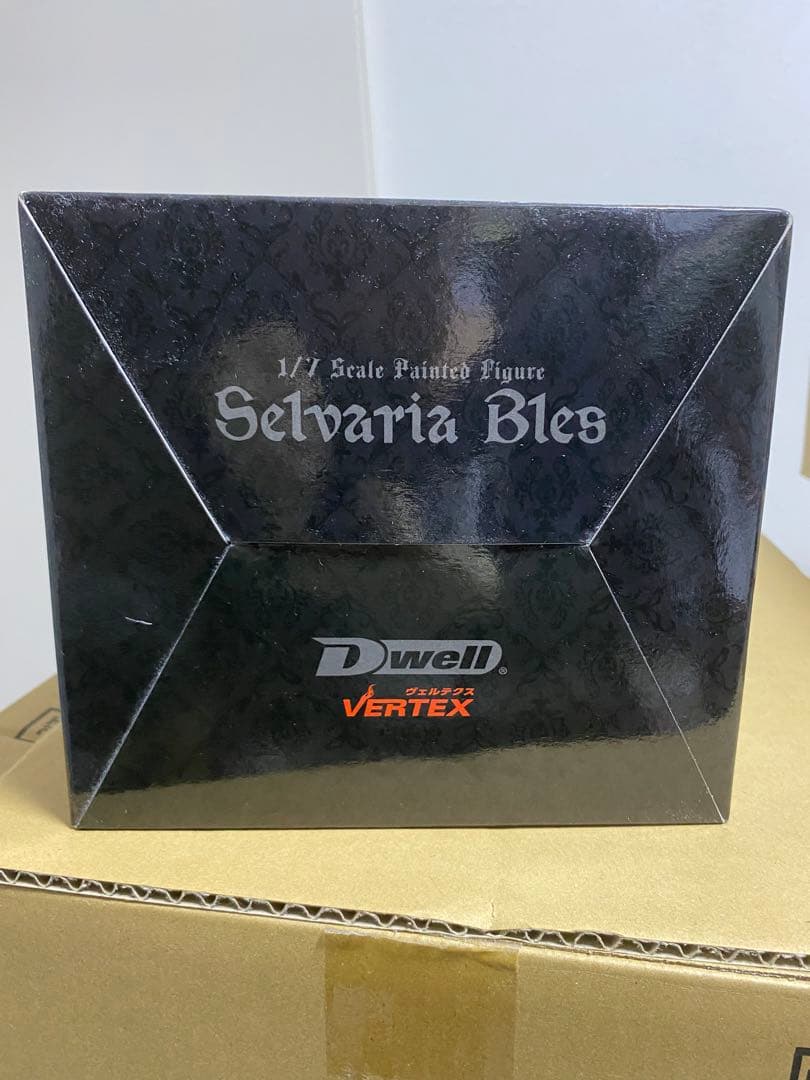 1/7 Scale Painted Figure
Selvaria Bles
Dwell®
ヴェルテクス
VERTEX